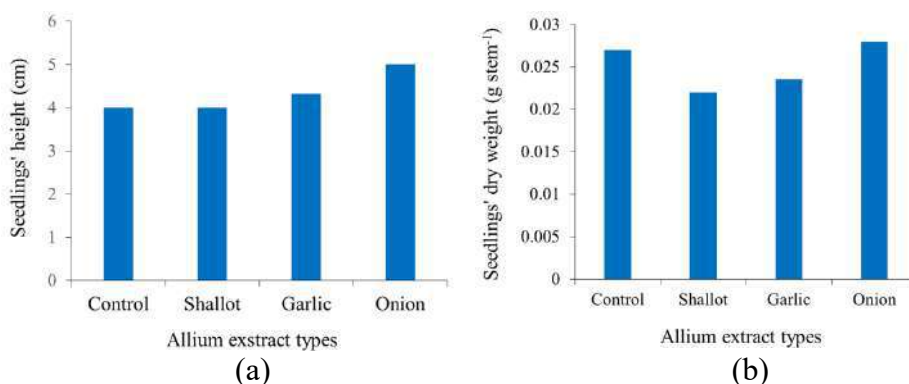 Seedlings' height (cm)
6
5
4
3
2
1
0
Control Shallot Garlic Onion
Allium exstract types
(a)
Seedlings' dry weight (g stem⁻¹)
0.03
0.025
0.02
0.015
0.01
0.005
0
Control Shallot Garlic Onion
Allium extract types
(b)